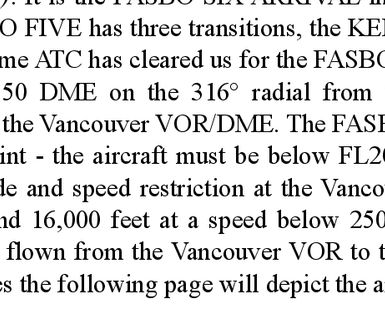 ). It is the FASBO SIX ARRIVAL
O FIVE has three transitions, the KE
me ATC has cleared us for the FASBO
50 DME on the 316° radial from
the Vancouver VOR/DME. The FASB
int - the aircraft must be below FL20
de and speed restriction at the Vanco
nd 16,000 feet at a speed below 250
flown from the Vancouver VOR to t
es the following page will depict the a